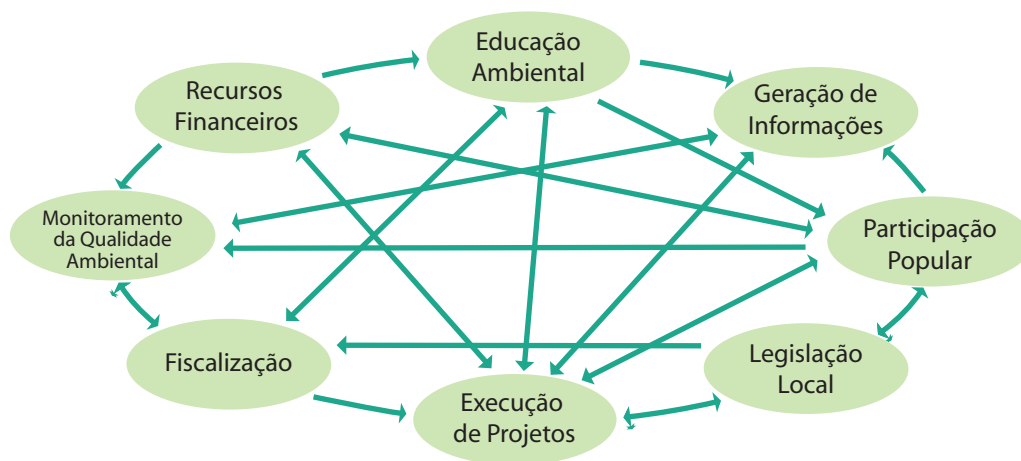 Educação
Ambiental
Recursos
Financeiros
Geração de
Informações
Monitoramento
da Qualidade
Ambiental
Participação
Popular
Fiscalização
Legislação
Local
Execução
de Projetos